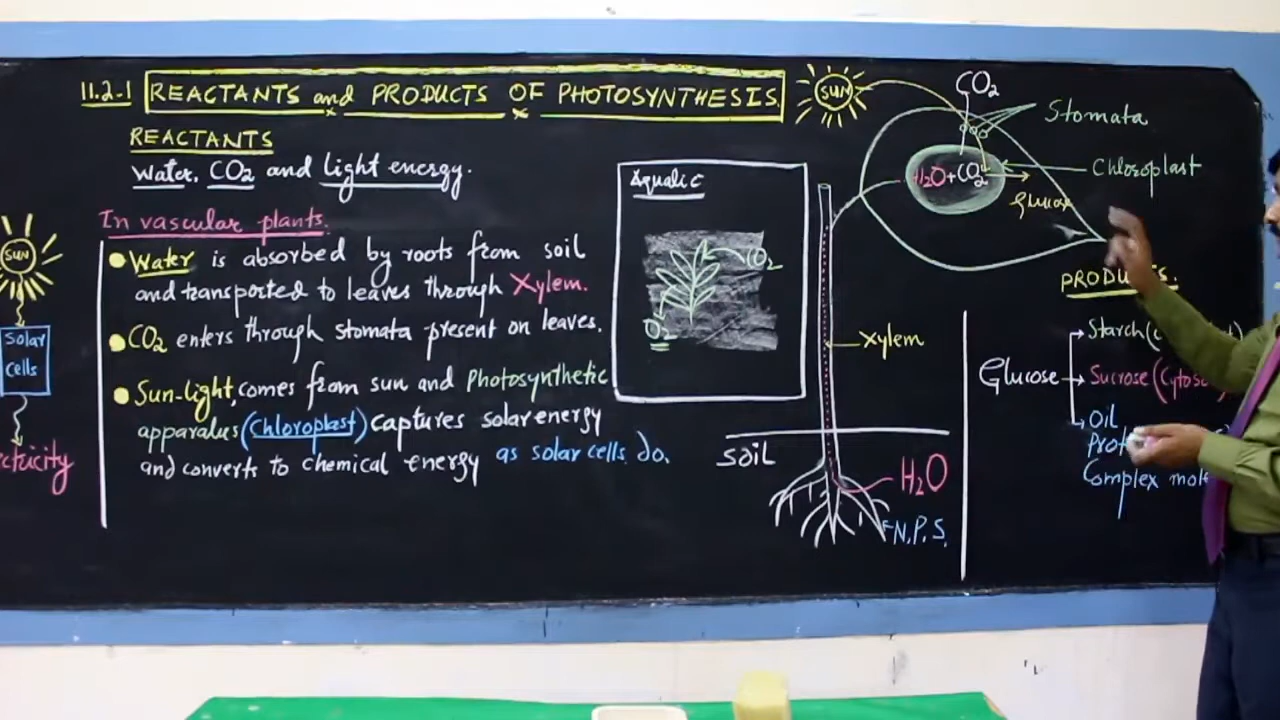 11.2-1 REACTANTS and PRODUCTS OF PHOTOSYNTHESIS.
REACTANTS
Water, CO2 and light energy.
In vascular plants.
Water is absorbed by roots from soil
and transported to leaves through Xylem.
CO2 enters through stomata present on leaves.
Sun-light, comes from sun and Photosynthetic
apparatus (Chloroplast) captures solar energy
and converts to chemical energy as solar cells do.
SUN
Solar
cells
Aquatic
CO2
O2
SUN
CO2
Stomata
Chloroplast
H2O+CO2
Glucose
Xylem
Soil
H2O
N.P.S.
PRODUCTS.
Glucose
Starch
Sucrose
Oil
Complex